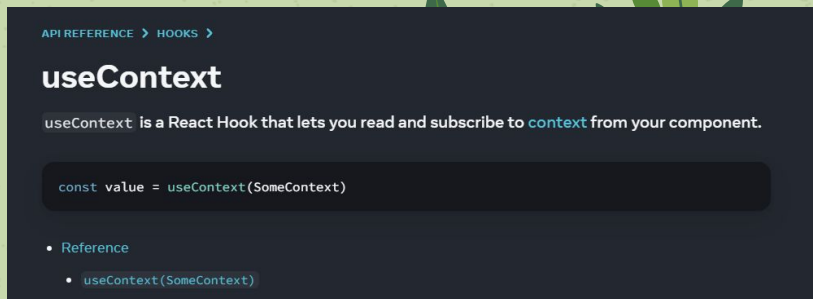 API REFERENCE > HOOKS >
useContext
useContext is a React Hook that lets you read and subscribe to context from your component.
const value = useContext(SomeContext)
• Reference
• useContext(SomeContext)